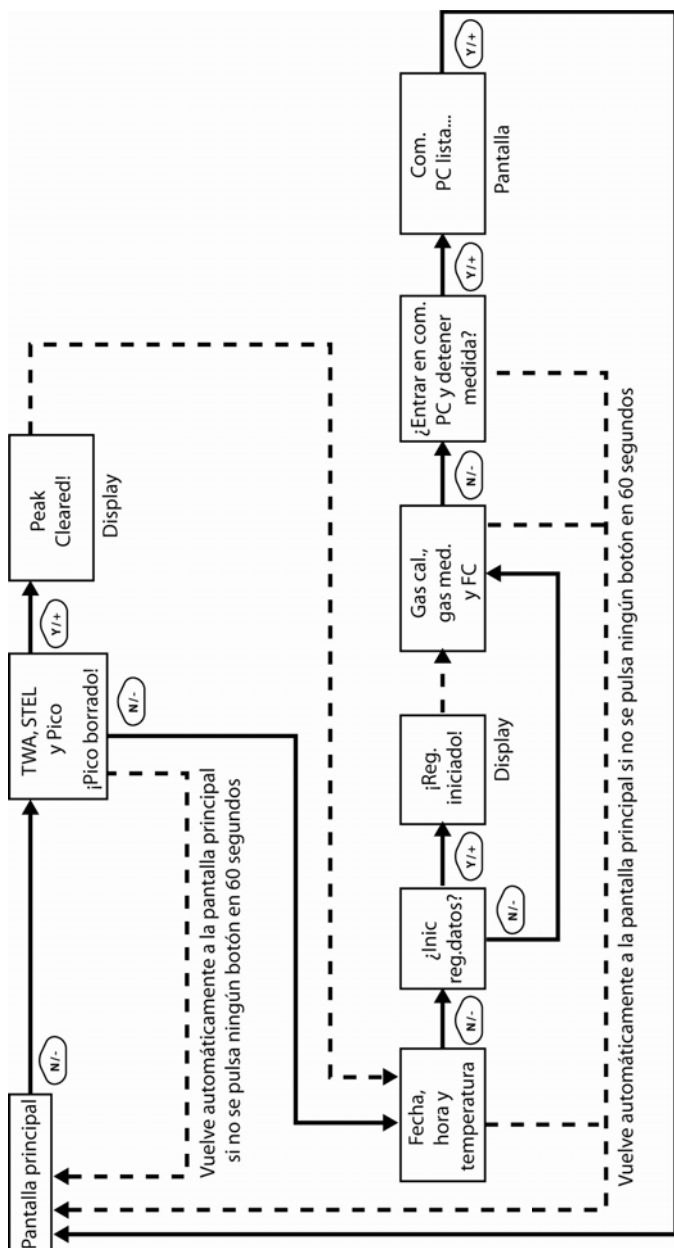 Pantalla principal
N/-
TWA, STEL
y Pico
¡Pico borrado!
Y/+
Peak
Cleared!
Display
N/-
Vuelve automáticamente a la pantalla principal
si no se pulsa ningún botón en 60 segundos
Fecha,
hora y
temperatura
N/-
¿Inic
reg.datos?
Y/+
N/-
¡Reg.
iniciado!
Display
Gas cal.,
gas med.
y FC
N/-
¿Entrar en com.
PC y detener
medida?
Y/+
Com.
PC lista...
Pantalla
Y/+
Vuelve automáticamente a la pantalla principal si no se pulsa ningún botón en 60 segundos